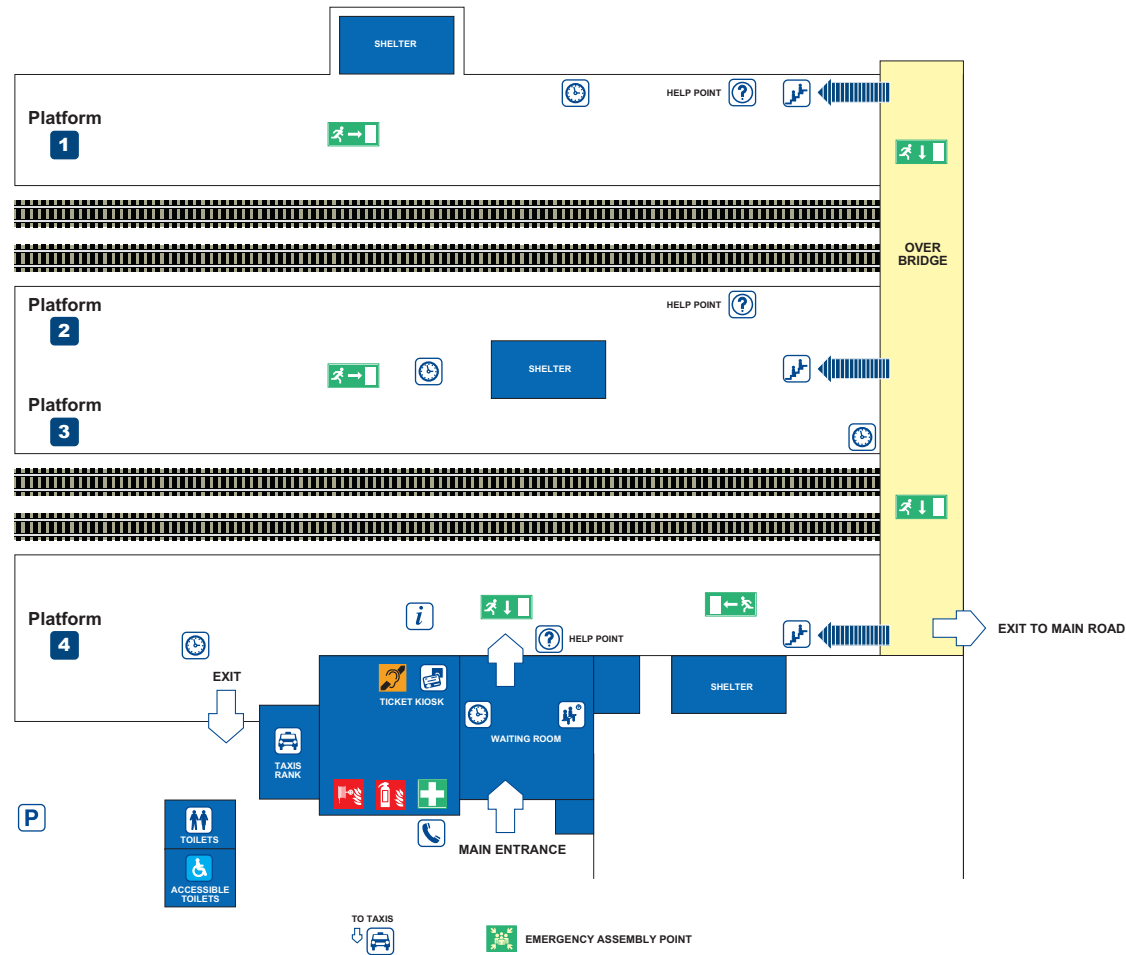 SHELTER
HELP POINT
?
Platform
1
OVER
BRIDGE
Platform
2
HELP POINT
?
SHELTER
Platform
3
Platform
4
i
?
HELP POINT
EXIT TO MAIN ROAD
EXIT
TICKET KIOSK
SHELTER
WAITING ROOM
TAXIS
RANK
P
TOILETS
MAIN ENTRANCE
ACCESSIBLE
TOILETS
TO TAXIS
EMERGENCY ASSEMBLY POINT